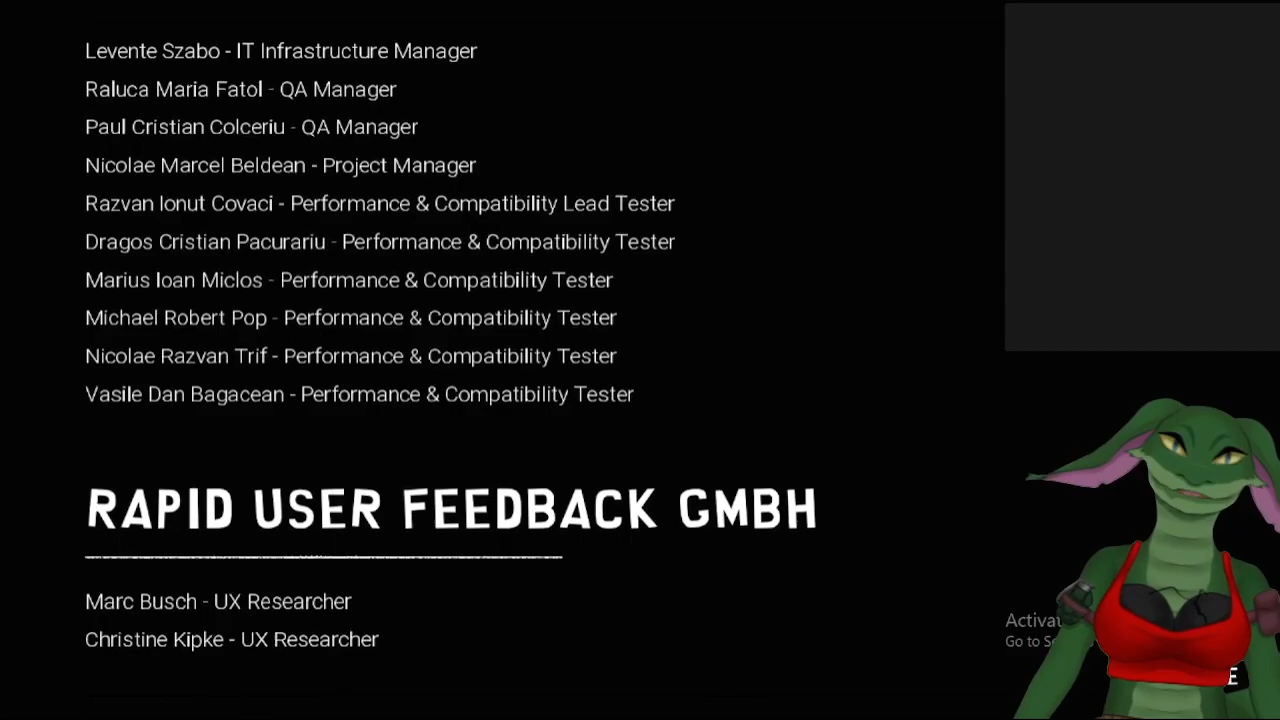 Levente Szabo - IT Infrastructure Manager
Raluca Maria Fatol - QA Manager
Paul Cristian Colceriu - QA Manager
Nicolae Marcel Beldean - Project Manager
Razvan Ionut Covaci - Performance & Compatibility Lead Tester
Dragos Cristian Pacurariu - Performance & Compatibility Tester
Marius Ioan Miclos - Performance & Compatibility Tester
Michael Robert Pop - Performance & Compatibility Tester
Nicolae Razvan Trif - Performance & Compatibility Tester
Vasile Dan Bagacean - Performance & Compatibility Tester
RAPID USER FEEDBACK GMBH
Marc Busch - UX Researcher
Christine Kipke - UX Researcher
Go to